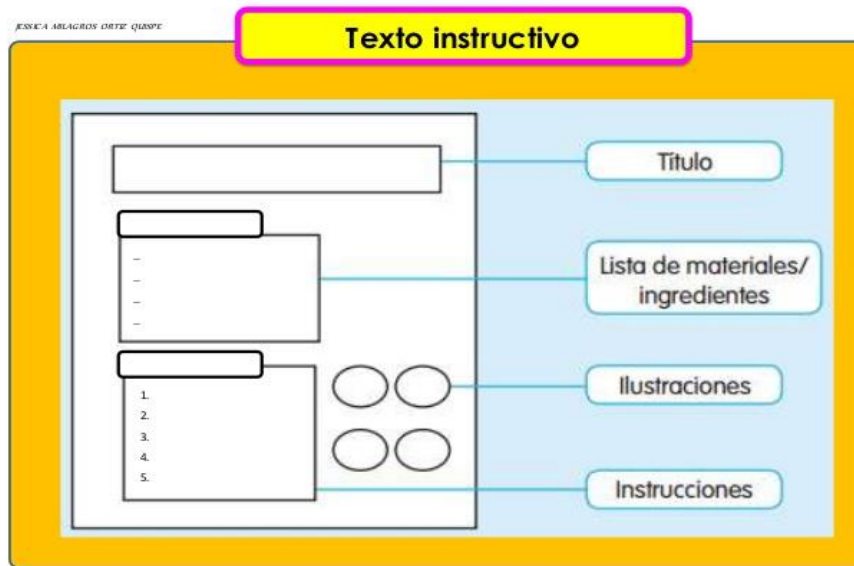 JESSICA MILAGROS ORTIZ QUISPE
Texto instructivo
Título
–
–
–
–
Lista de materiales/
ingredientes
1.
2.
3.
4.
5.
Ilustraciones
Instrucciones